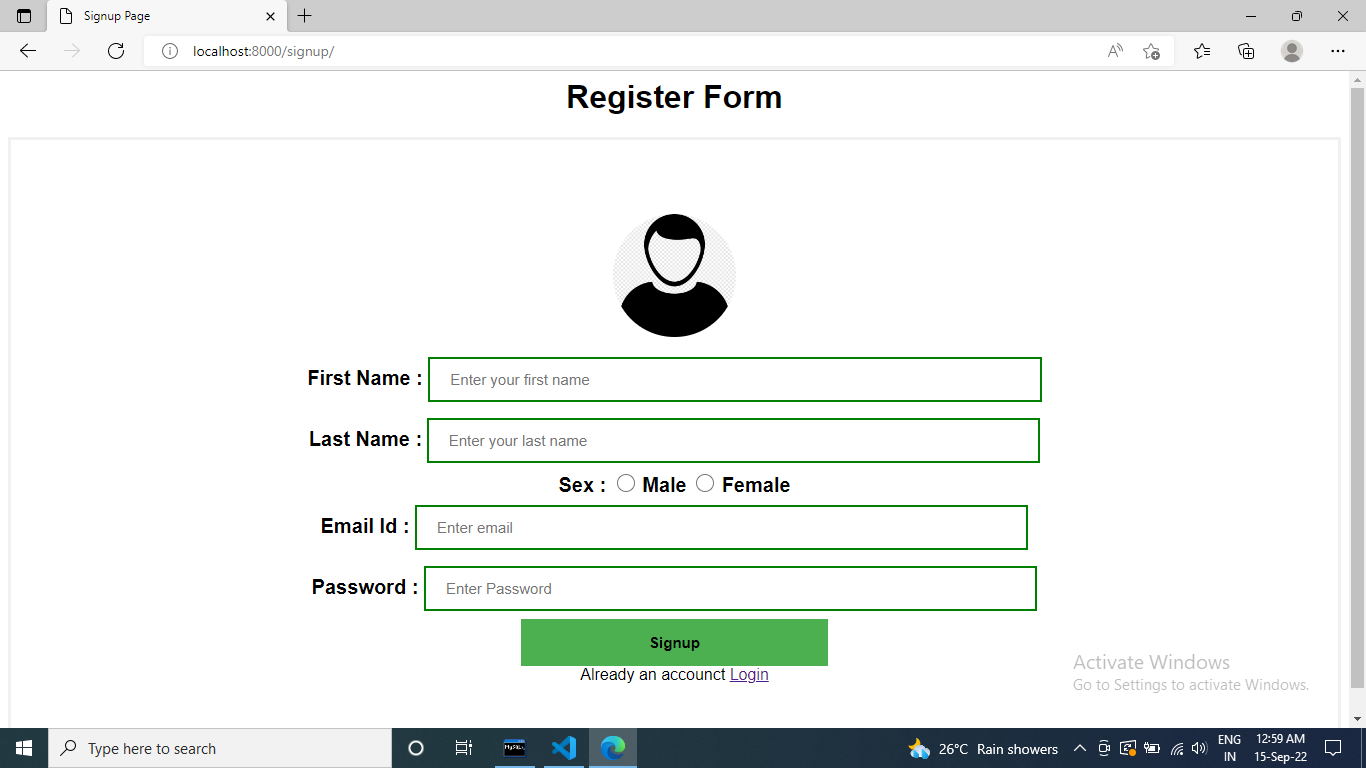 Signup Page
localhost:8000/signup/
Register Form
First Name : Enter your first name
Last Name : Enter your last name
Sex : Male Female
Email Id : Enter email
Password : Enter Password
Signup
Already an accounct Login
Activate Windows
Go to Settings to activate Windows.
Type here to search
MySQL
26°C Rain showers
ENG
IN
12:59 AM
15-Sep-22